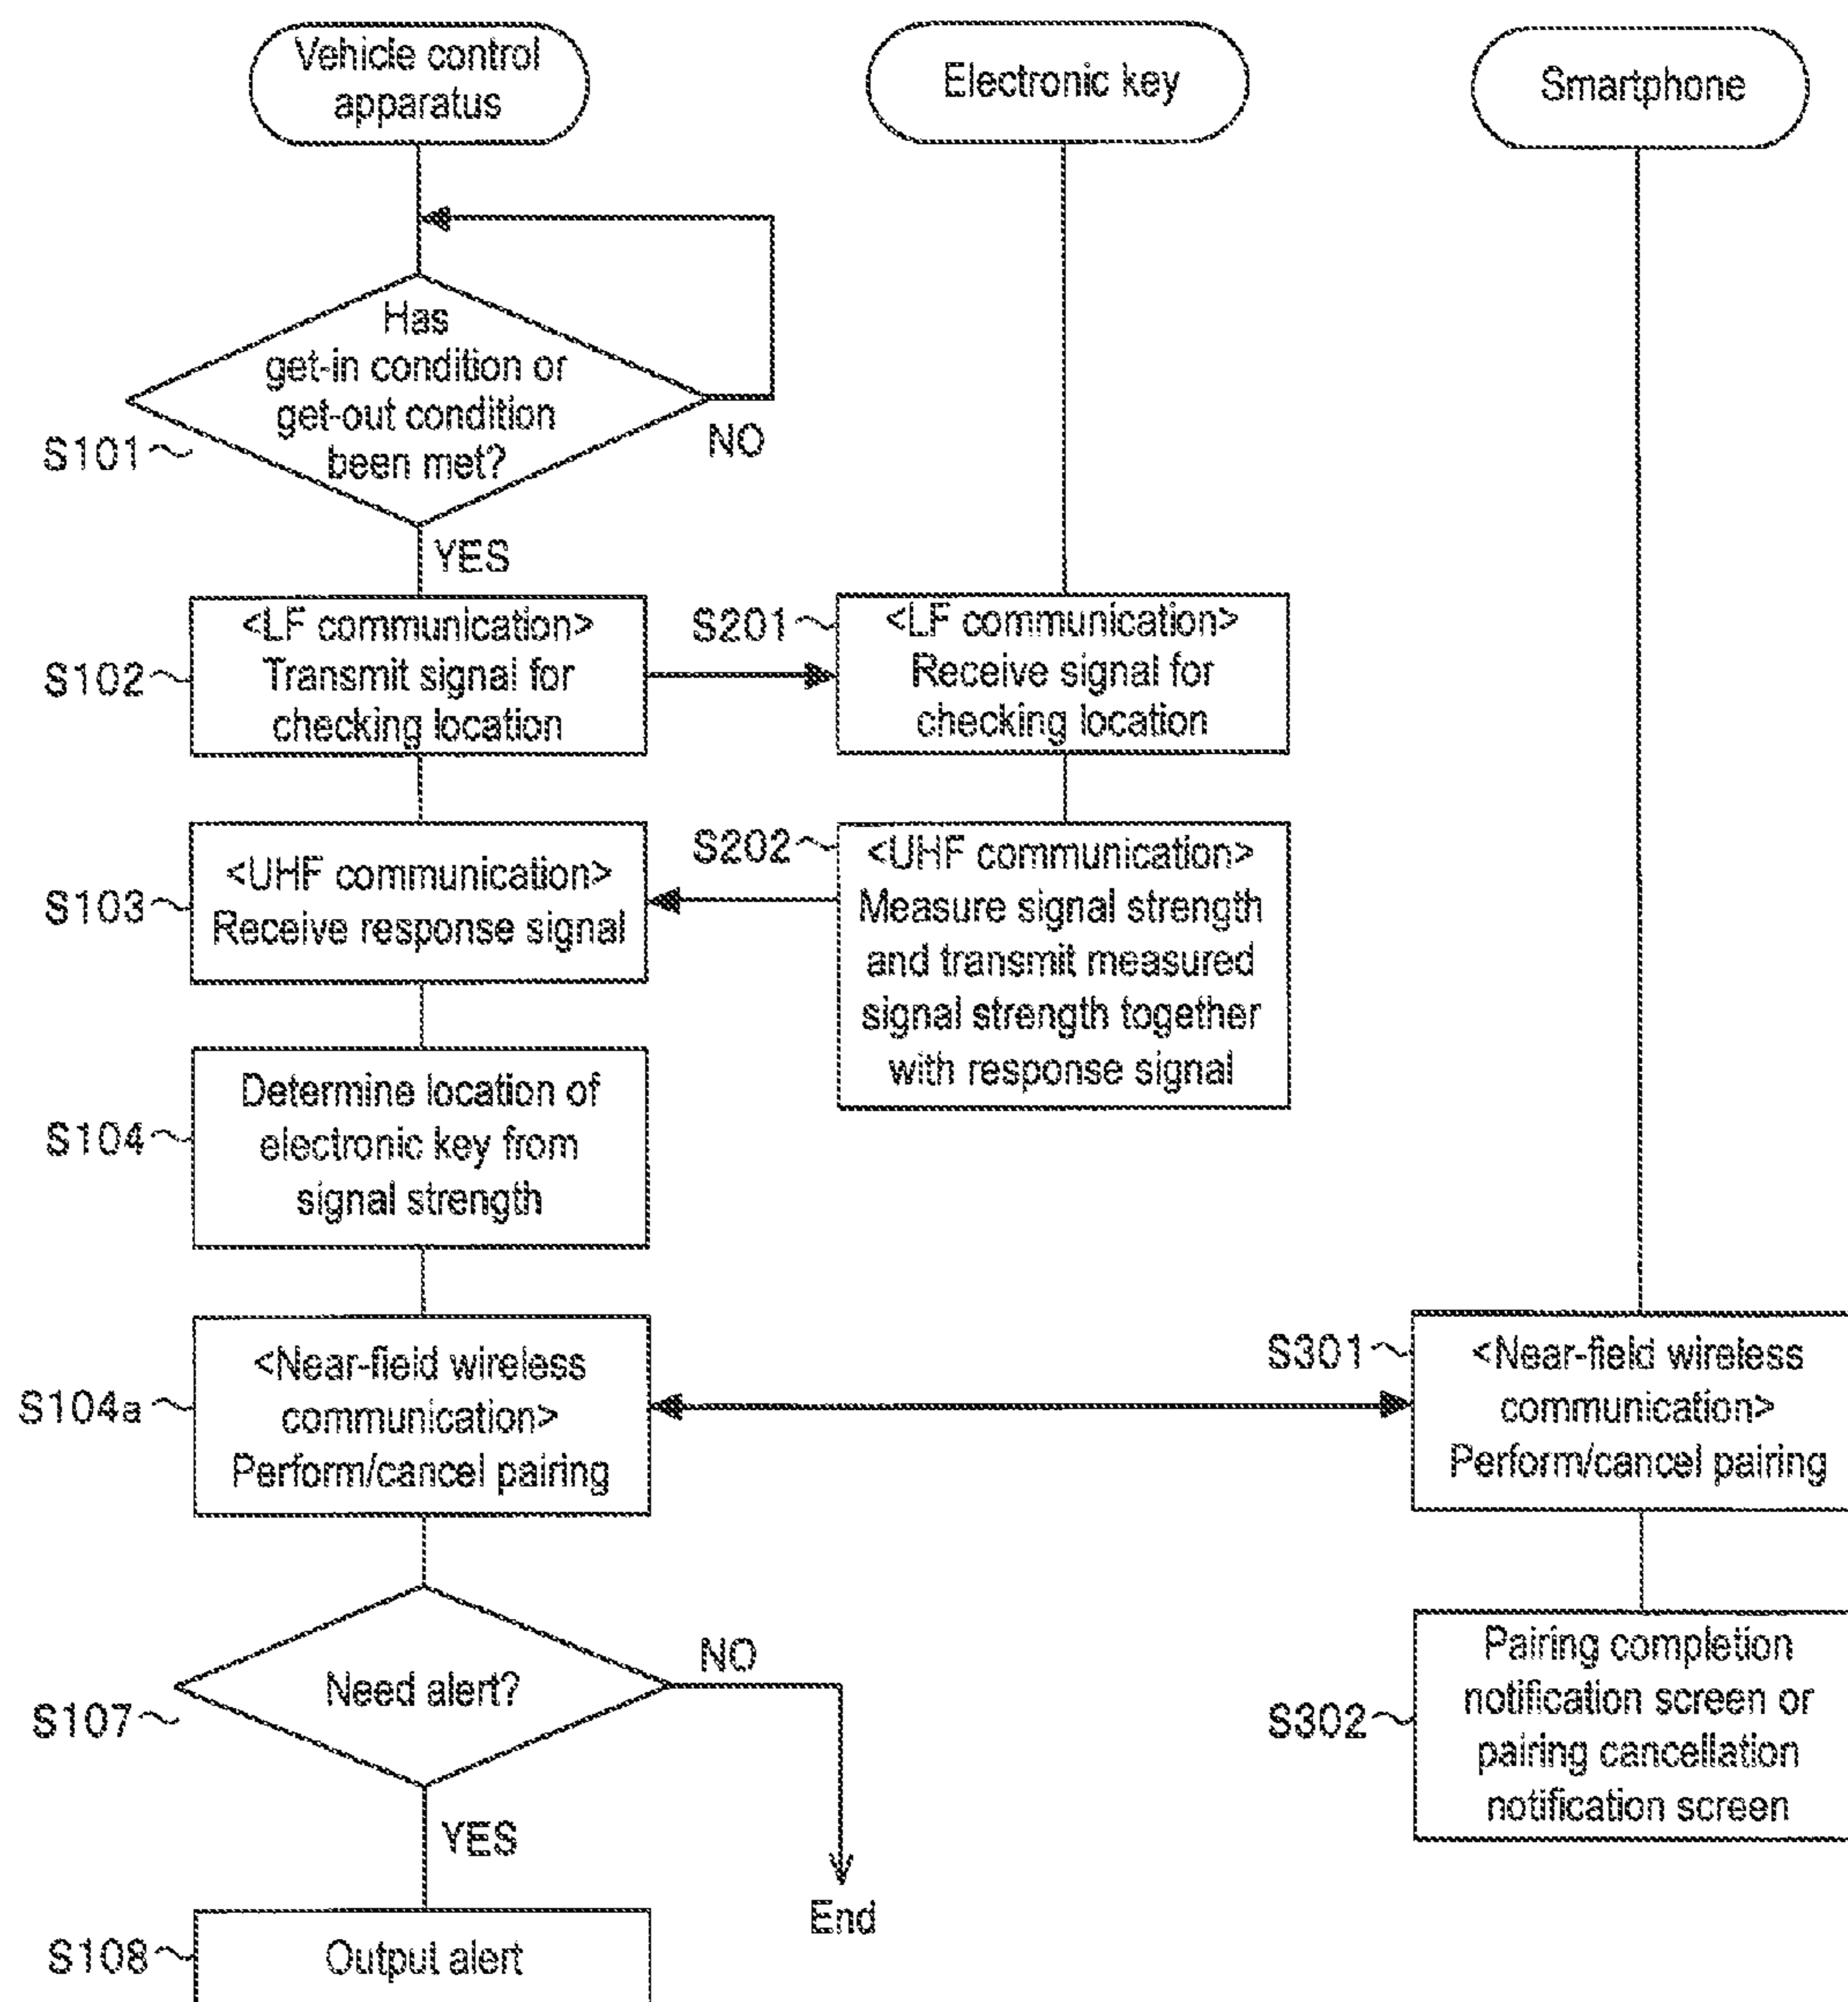 Vehicle control
apparatus
Electronic key
Smartphone
Has
get-in condition or
get-out condition
been met?
S101
NO
YES
<LF communication>
Transmit signal for
checking location
S102
S201
<LF communication>
Receive signal for
checking location
<UHF communication>
Receive response signal
S103
S202
<UHF communication>
Measure signal strength
and transmit measured
signal strength together
with response signal
Determine location of
electronic key from
signal strength
S104
<Near-field wireless
communication>
Perform/cancel pairing
S104a
S301
<Near-field wireless
communication>
Perform/cancel pairing
Need alert?
S107
NO
YES
End
S302
Pairing completion
notification screen or
pairing cancellation
notification screen
S108
Output alert